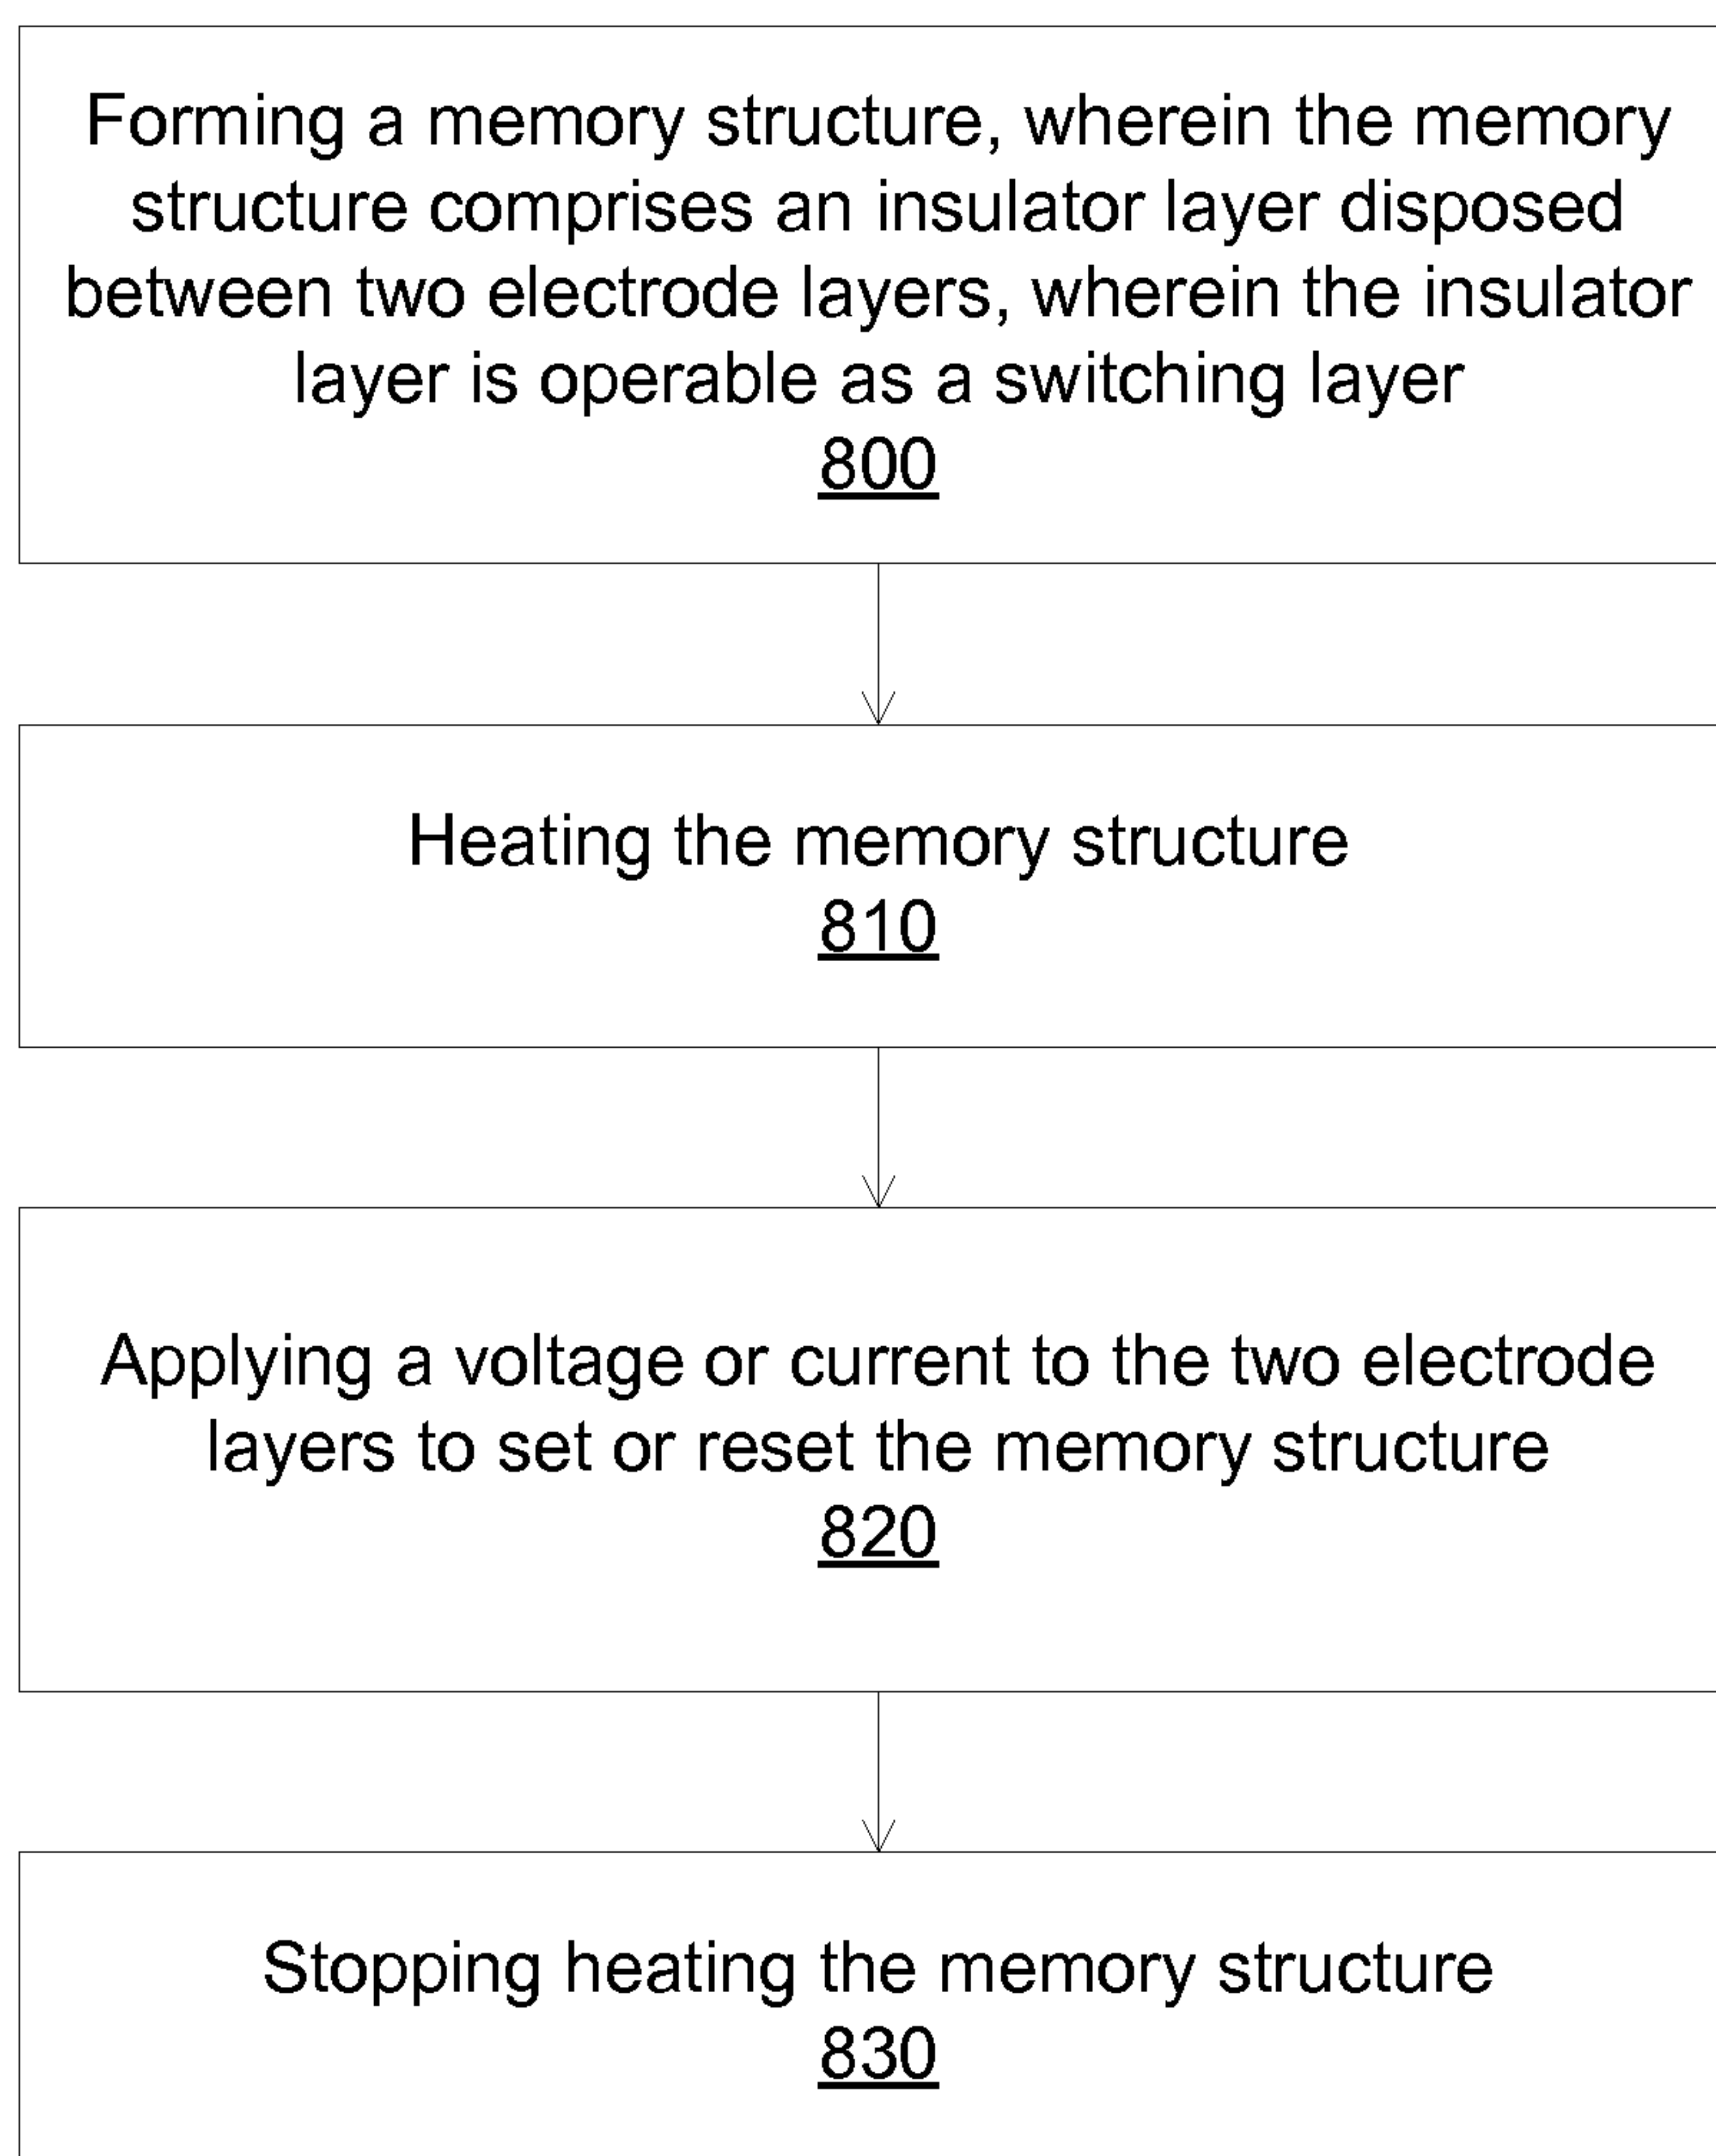 Forming a memory structure, wherein the memory
structure comprises an insulator layer disposed
between two electrode layers, wherein the insulator
layer is operable as a switching layer
800
Heating the memory structure
810
Applying a voltage or current to the two electrode
layers to set or reset the memory structure
820
Stopping heating the memory structure
830